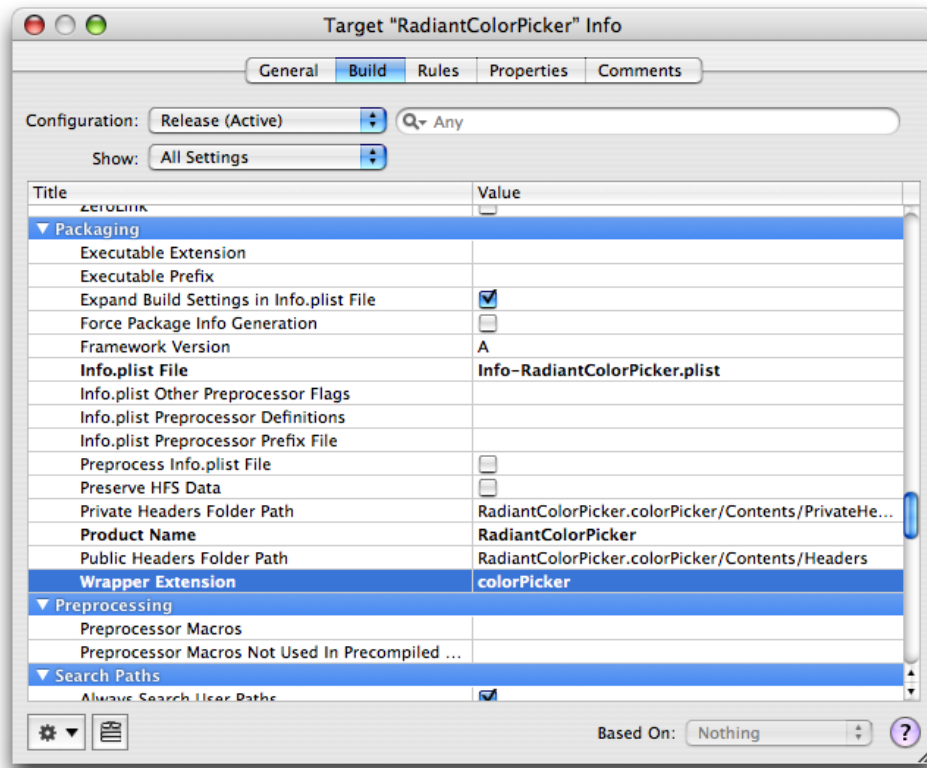 Target “RadiantColorPicker” Info
General Build Rules Properties Comments
Configuration: Release (Active) Any
Show: All Settings
Title Value
ZeroLink
Packaging
Executable Extension
Executable Prefix
Expand Build Settings in Info.plist File
Force Package Info Generation
Framework Version A
Info.plist File Info-RadiantColorPicker.plist
Info.plist Other Preprocessor Flags
Info.plist Preprocessor Definitions
Info.plist Preprocessor Prefix File
Preprocess Info.plist File
Preserve HFS Data
Private Headers Folder Path RadiantColorPicker.colorPicker/Contents/PrivateHe...
Product Name RadiantColorPicker
Public Headers Folder Path RadiantColorPicker.colorPicker/Contents/Headers
Wrapper Extension colorPicker
Preprocessing
Preprocessor Macros
Preprocessor Macros Not Used In Precompiled ...
Search Paths
Always Search User Paths
Based On: Nothing ?